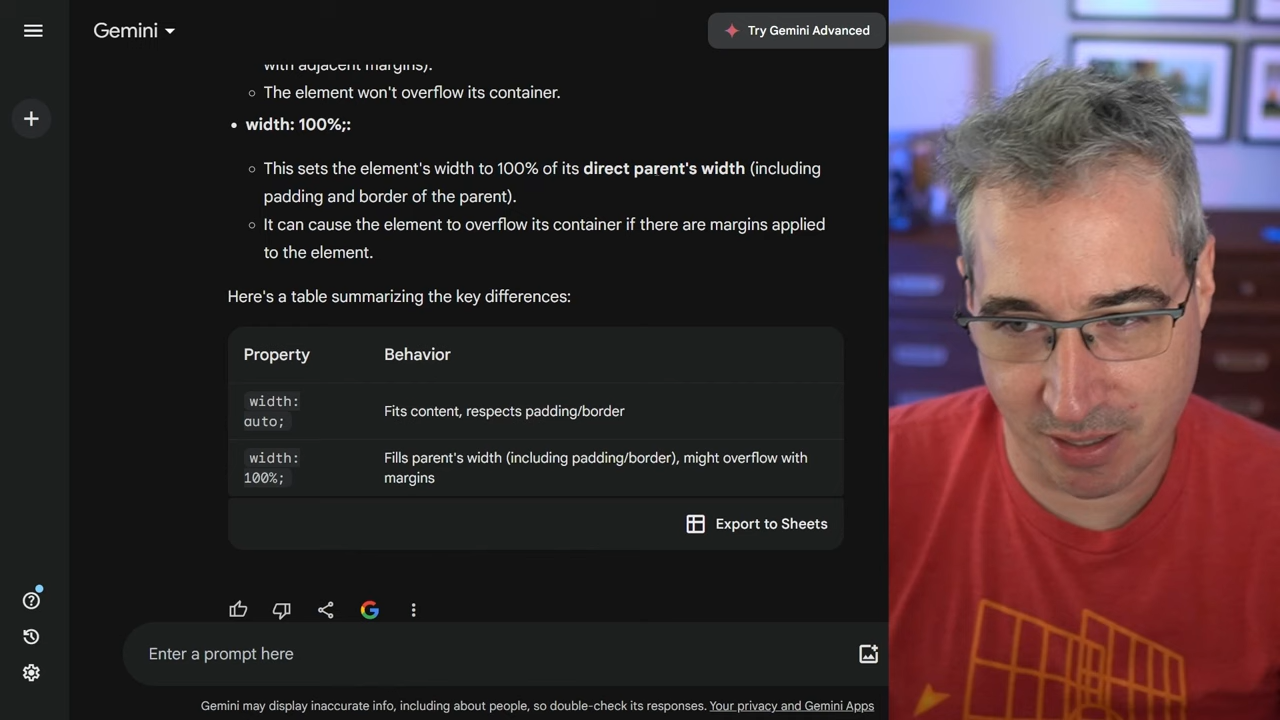 Gemini
Try Gemini Advanced
with adjacent margins).
The element won't overflow its container.
width: 100%;:
This sets the element's width to 100% of its direct parent's width (including
padding and border of the parent).
It can cause the element to overflow its container if there are margins applied
to the element.
Here's a table summarizing the key differences:
Property Behavior
width:
auto;
Fits content, respects padding/border
width:
100%;
Fills parent's width (including padding/border), might overflow with
margins
Export to Sheets
Enter a prompt here
Gemini may display inaccurate info, including about people, so double-check its responses. Your privacy and Gemini Apps